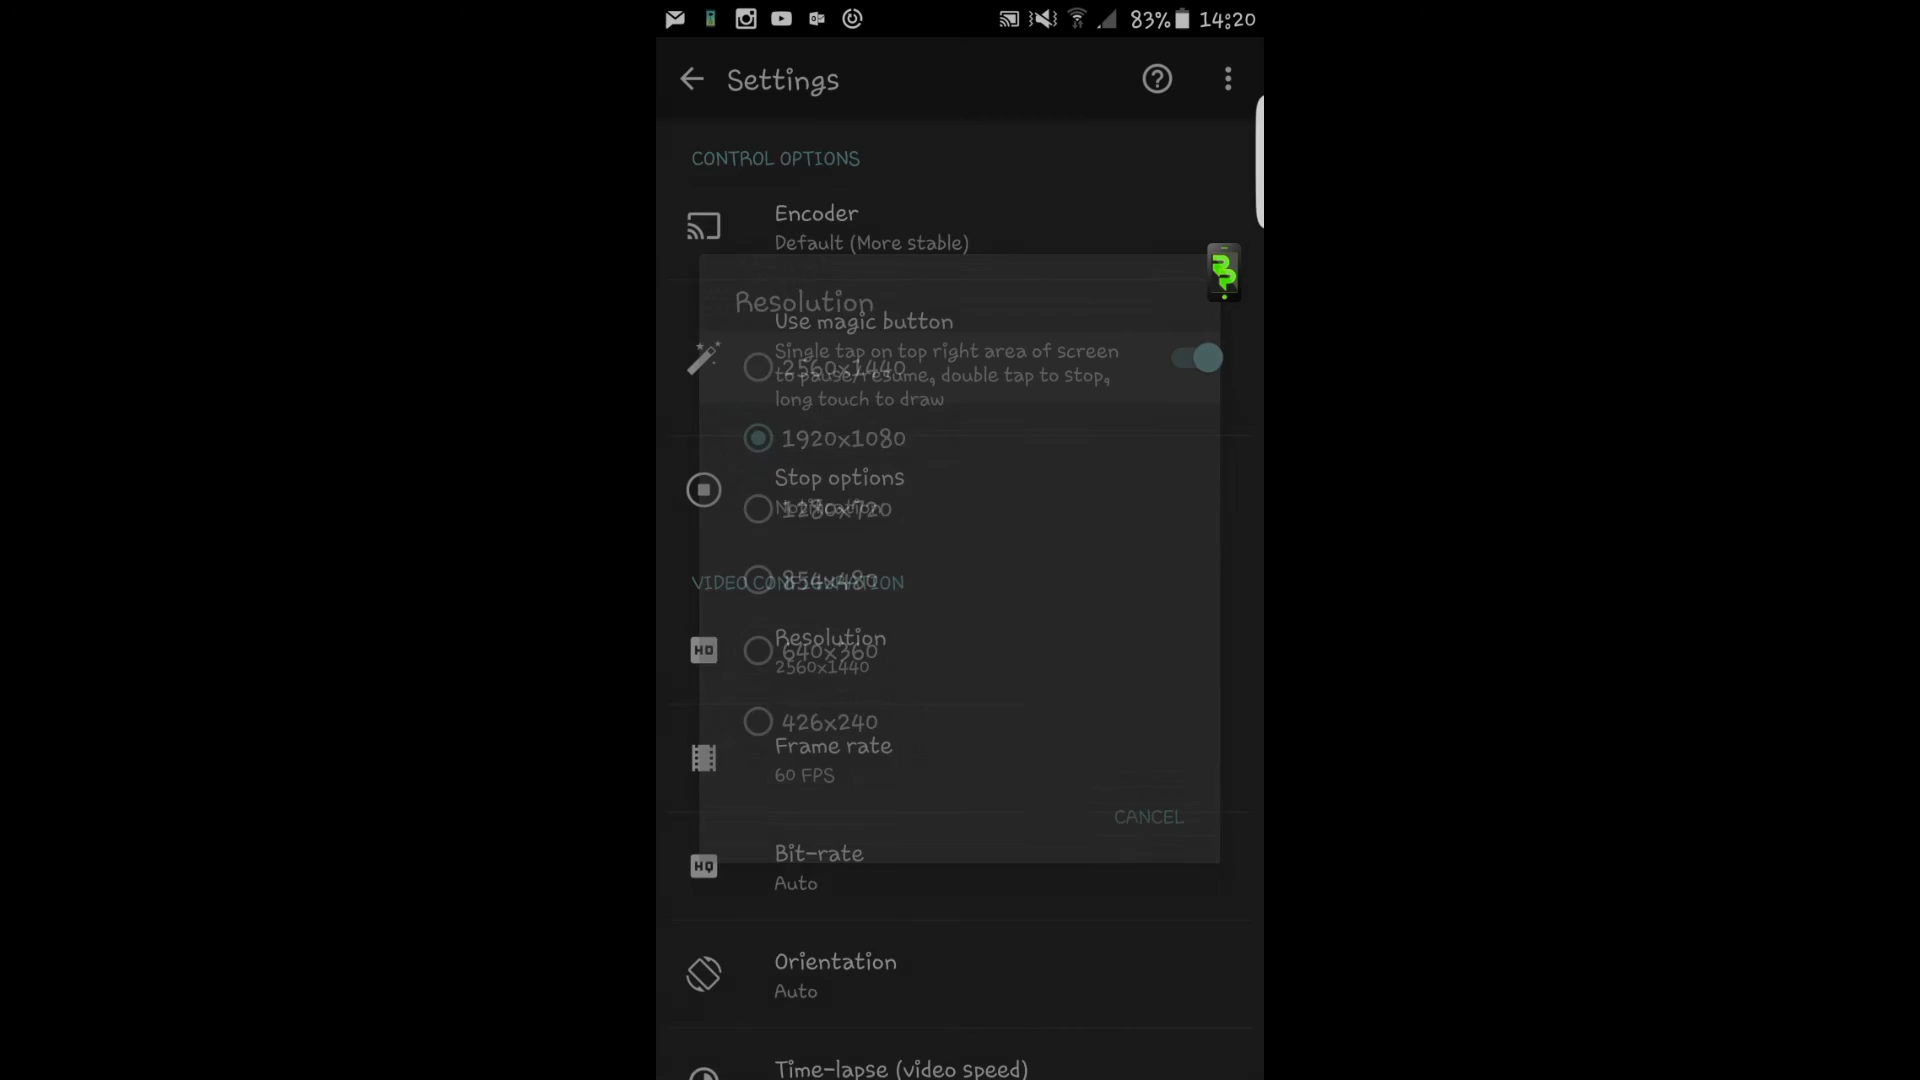 83% 14:20
Settings
CONTROL OPTIONS
Encoder
Default (More stable)
Resolution
Use magic button
Single tap on top right area of screen
2560x1440
to pause/resume, double tap to stop,
long touch to draw
1920x1080
Stop options
Notification
1280x720
VIDEO CONFIGURATION
854x480
Resolution
640x360
2560x1440
426x240
Frame rate
60 FPS
CANCEL
Bit-rate
Auto
Orientation
Auto
Time-lapse (video speed)